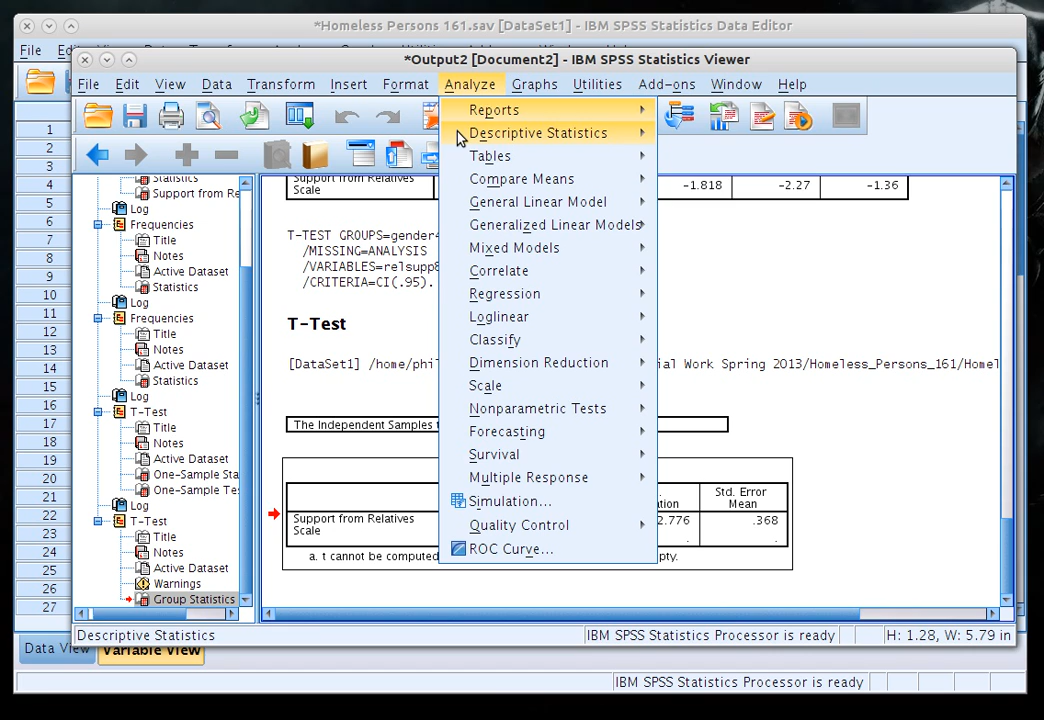 *Homeless Persons 161.sav [DataSet1] - IBM SPSS Statistics Data Editor
File
*Output2 [Document2] - IBM SPSS Statistics Viewer
File Edit View Data Transform Insert Format Analyze Graphs Utilities Add-ons Window Help
Reports
Descriptive Statistics
Tables
Compare Means
General Linear Model
Generalized Linear Models
Mixed Models
Correlate
Regression
Loglinear
Classify
Dimension Reduction
Scale
Nonparametric Tests
Forecasting
Survival
Multiple Response
Simulation...
Quality Control
ROC Curve...
1
2
3
4
5
6
7
8
9
10
11
12
13
14
15
16
17
18
19
20
21
22
23
24
25
26
27
Statistics
Support from Re
Log
Frequencies
Title
Notes
Active Dataset
Statistics
Log
Frequencies
Title
Notes
Active Dataset
Statistics
Log
T-Test
Title
Notes
Active Dataset
One-Sample Sta
One-Sample Te
Log
T-Test
Title
Notes
Active Dataset
Warnings
Group Statistics
Support from Relatives
Scale
-1.818 -2.27 -1.36
T-TEST GROUPS=gender
/MISSING=ANALYSIS
/VARIABLES=relsupp8
/CRITERIA=CI(.95).
T-Test
[DataSet1] /home/phi ial Work Spring 2013/Homeless_Persons_161/Homel
The Independent Samples t
Std. Error
Mean
Support from Relatives
Scale
2.776 .368
. .
a. t cannot be computed pty.
Descriptive Statistics
IBM SPSS Statistics Processor is ready
H: 1.28, W: 5.79 in
Data View
Variable View
IBM SPSS Statistics Processor is ready